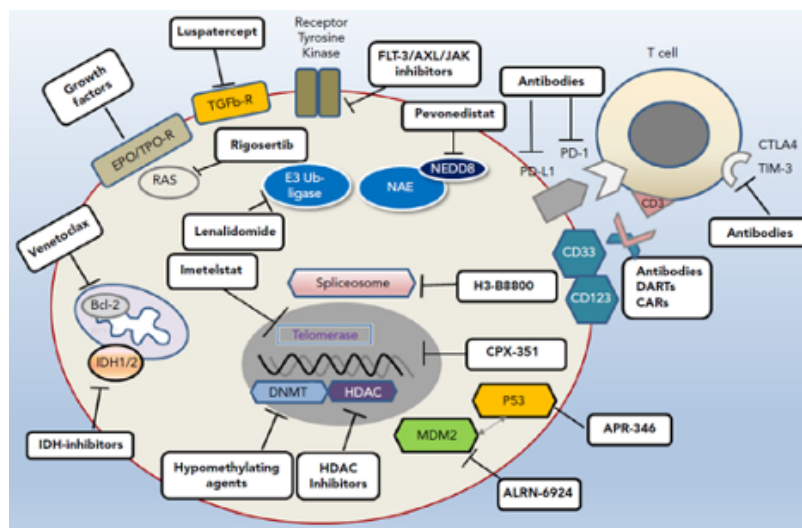 Luspatercept
Receptor
Tyrosine
Kinase
FLT-3/AXL/JAK
inhibitors
Antibodies
T cell
Growth
factors
TGFb-R
Pevonedistat
EPO/TPO-R
Rigosertib
RAS
E3 Ub-
ligase
NAE
NEDD8
PD-1
PD-L1
CTLA4
TIM-3
CD3
Lenalidomide
Antibodies
Venetoclax
Imetelstat
CD33
Antibodies
DARTs
CARs
Spliceosome
H3-B8800
CD123
Bcl-2
Telomerase
CPX-351
IDH1/2
DNMT
HDAC
P53
MDM2
APR-346
IDH-inhibitors
Hypomethylating
agents
HDAC
Inhibitors
ALRN-6924